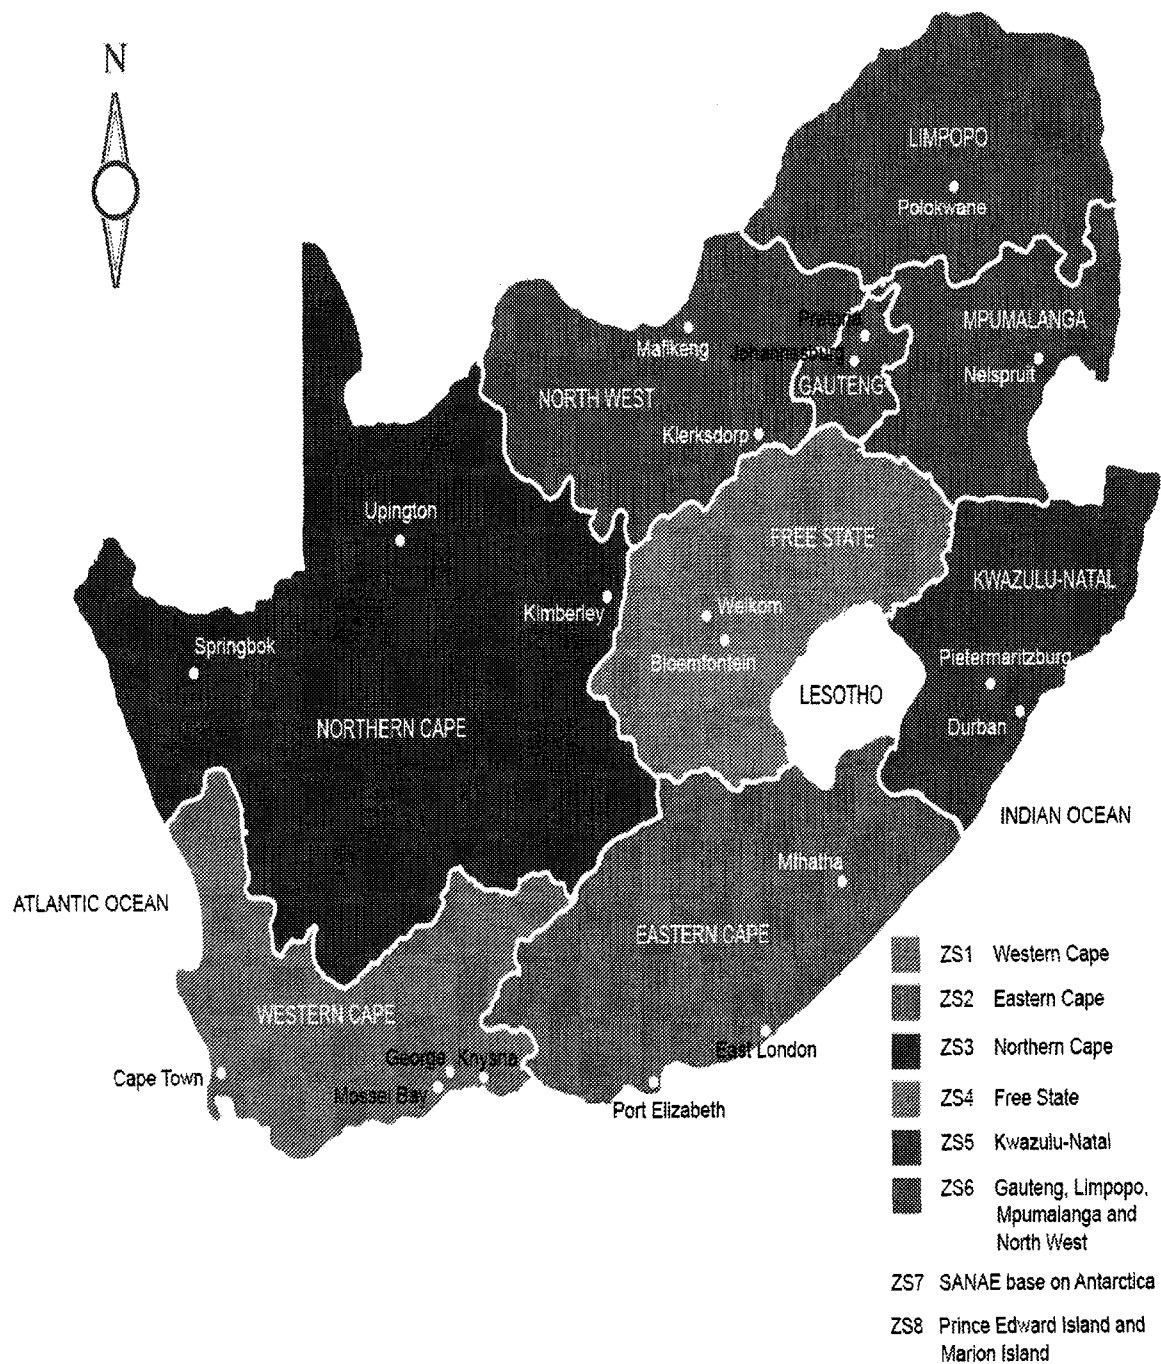 N
LIMPOPO
Polokwane
Pretoria
MPUMALANGA
Mafikeng
Johannesburg
Nelspruit
GAUTENG
NORTH WEST
Klerksdorp
Upington
FREE STATE
KWAZULU-NATAL
Kimberley
Welkom
Springbok
Bloemfontein
Pietermaritzburg
LESOTHO
NORTHERN CAPE
Durban
INDIAN OCEAN
Mthatha
ATLANTIC OCEAN
EASTERN CAPE
WESTERN CAPE
George Knysna
East London
Cape Town
Mossel Bay
Port Elizabeth
ZS1 Western Cape
ZS2 Eastern Cape
ZS3 Northern Cape
ZS4 Free State
ZS5 Kwazulu-Natal
ZS6 Gauteng, Limpopo,
Mpumalanga and
North West
ZS7 SANAE base on Antarctica
ZS8 Prince Edward Island and
Marion Island